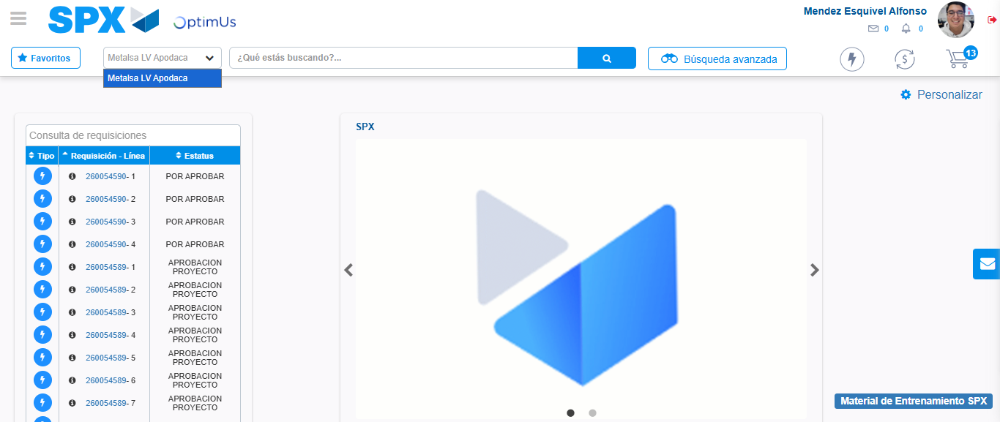 SPX
OptimUs
Mendez Esquivel Alfonso
0
0
Favoritos
Metalsa LV Apodaca
¿Qué estás buscando?...
Búsqueda avanzada
$
13
Metalsa LV Apodaca
Personalizar
Consulta de requisiciones
Tipo
Requisición - Línea
Estatus
260054590- 1
POR APROBAR
260054590- 2
POR APROBAR
260054590- 3
POR APROBAR
260054590- 4
POR APROBAR
260054589- 1
APROBACION
PROYECTO
260054589- 2
APROBACION
PROYECTO
260054589- 3
APROBACION
PROYECTO
260054589- 4
APROBACION
PROYECTO
260054589- 5
APROBACION
PROYECTO
260054589- 6
APROBACION
PROYECTO
260054589- 7
APROBACION
PROYECTO
SPX
Material de Entrenamiento SPX